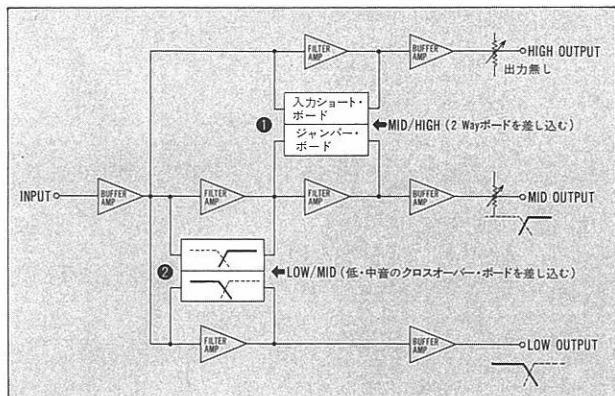 FILTER AMP
BUFFER AMP
HIGH OUTPUT
出力無し
❶
入力ショート・ボード
ジャンパー・ボード
MID/HIGH (2 Wayボードを差し込む)
INPUT
BUFFER AMP
FILTER AMP
FILTER AMP
BUFFER AMP
MID OUTPUT
❷
LOW/MID (低・中音のクロスオーバー・ボードを差し込む)
FILTER AMP
BUFFER AMP
LOW OUTPUT